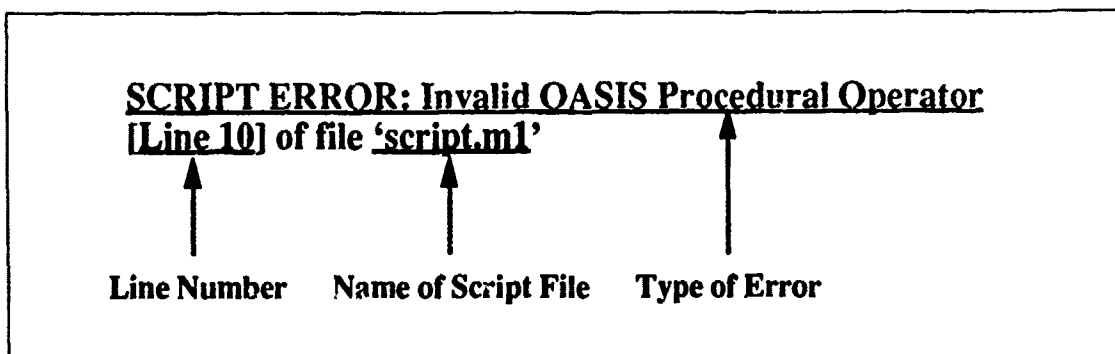 SCRIPT ERROR: Invalid OASIS Procedural Operator
[Line 10] of file ‘script.m1’
Line Number Name of Script File Type of Error